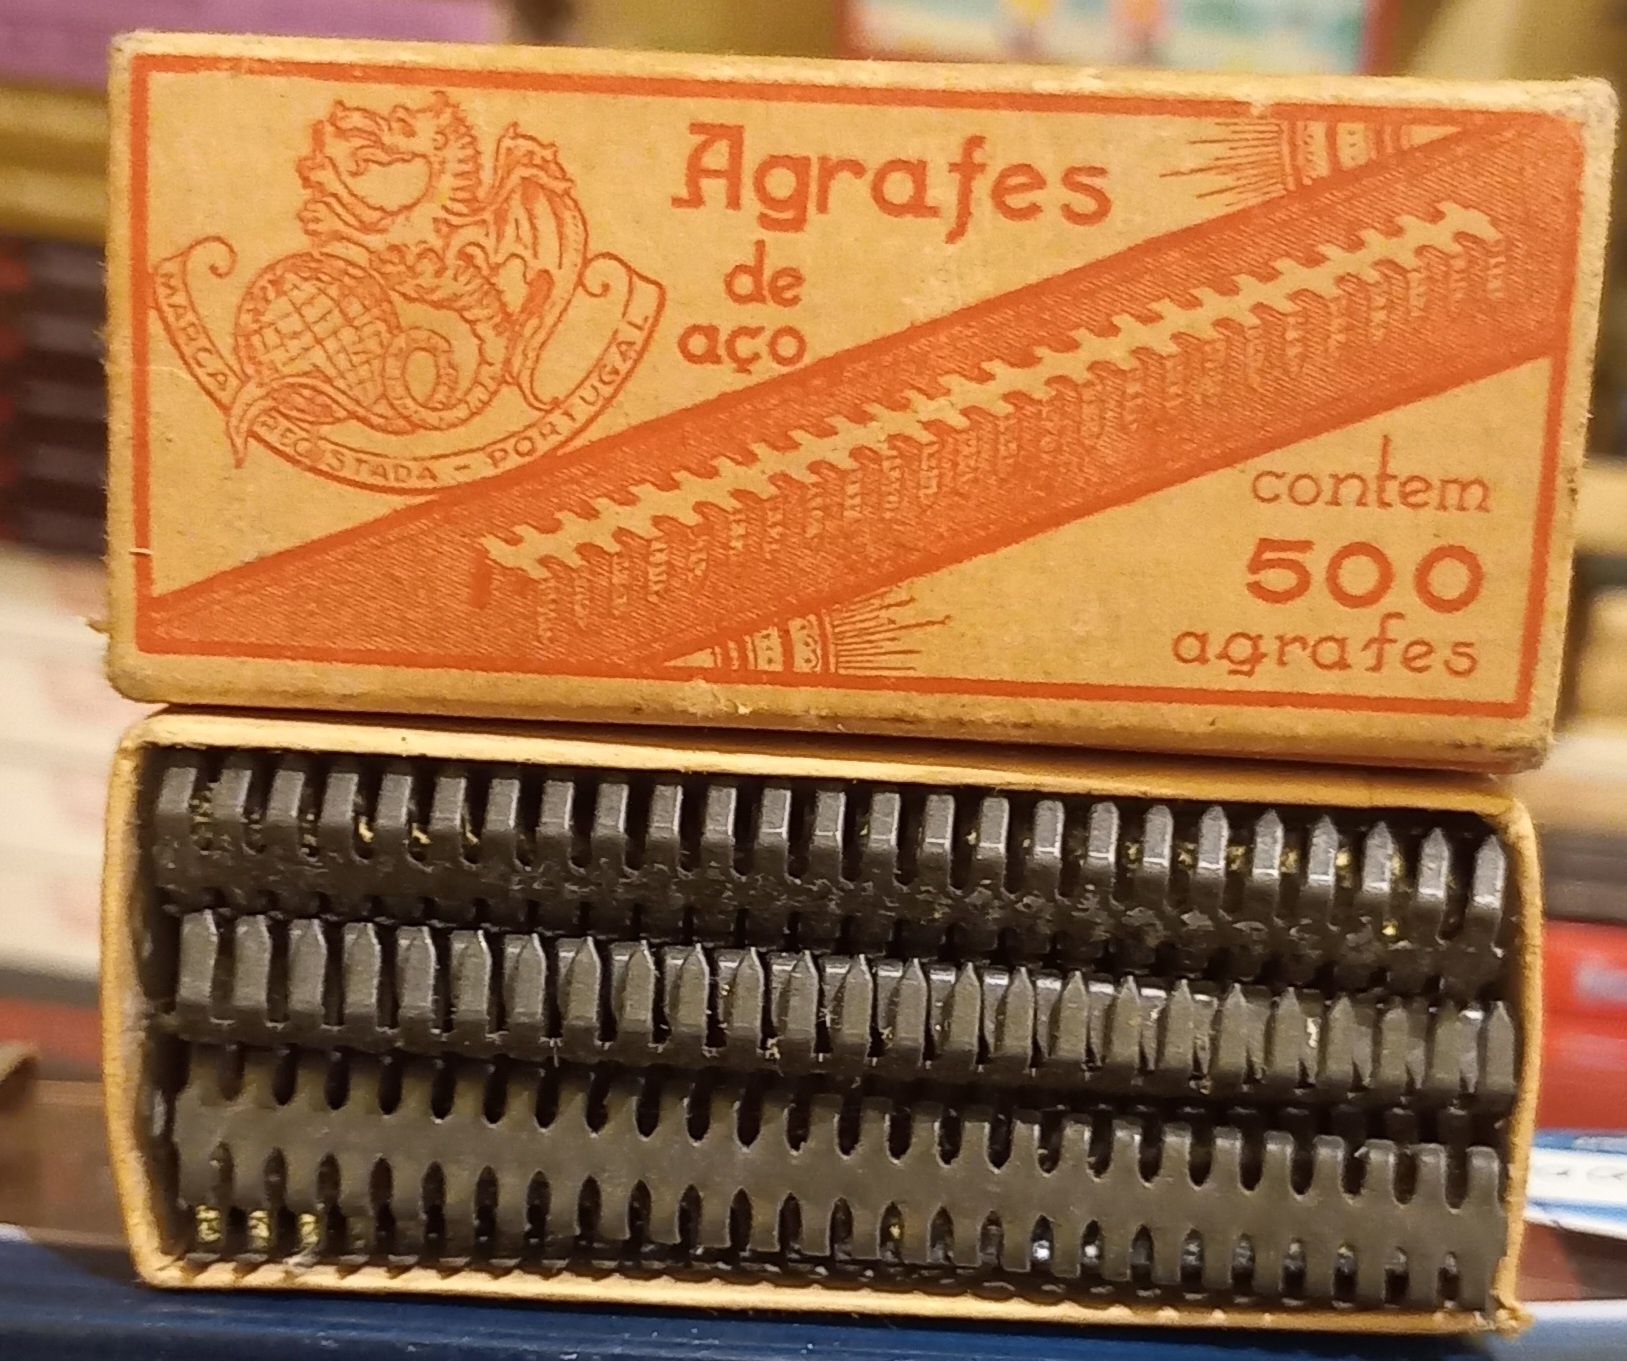 Agrafes
de
aço
MARCA REGISTADA - PORTUGAL
contem
500
agrafes